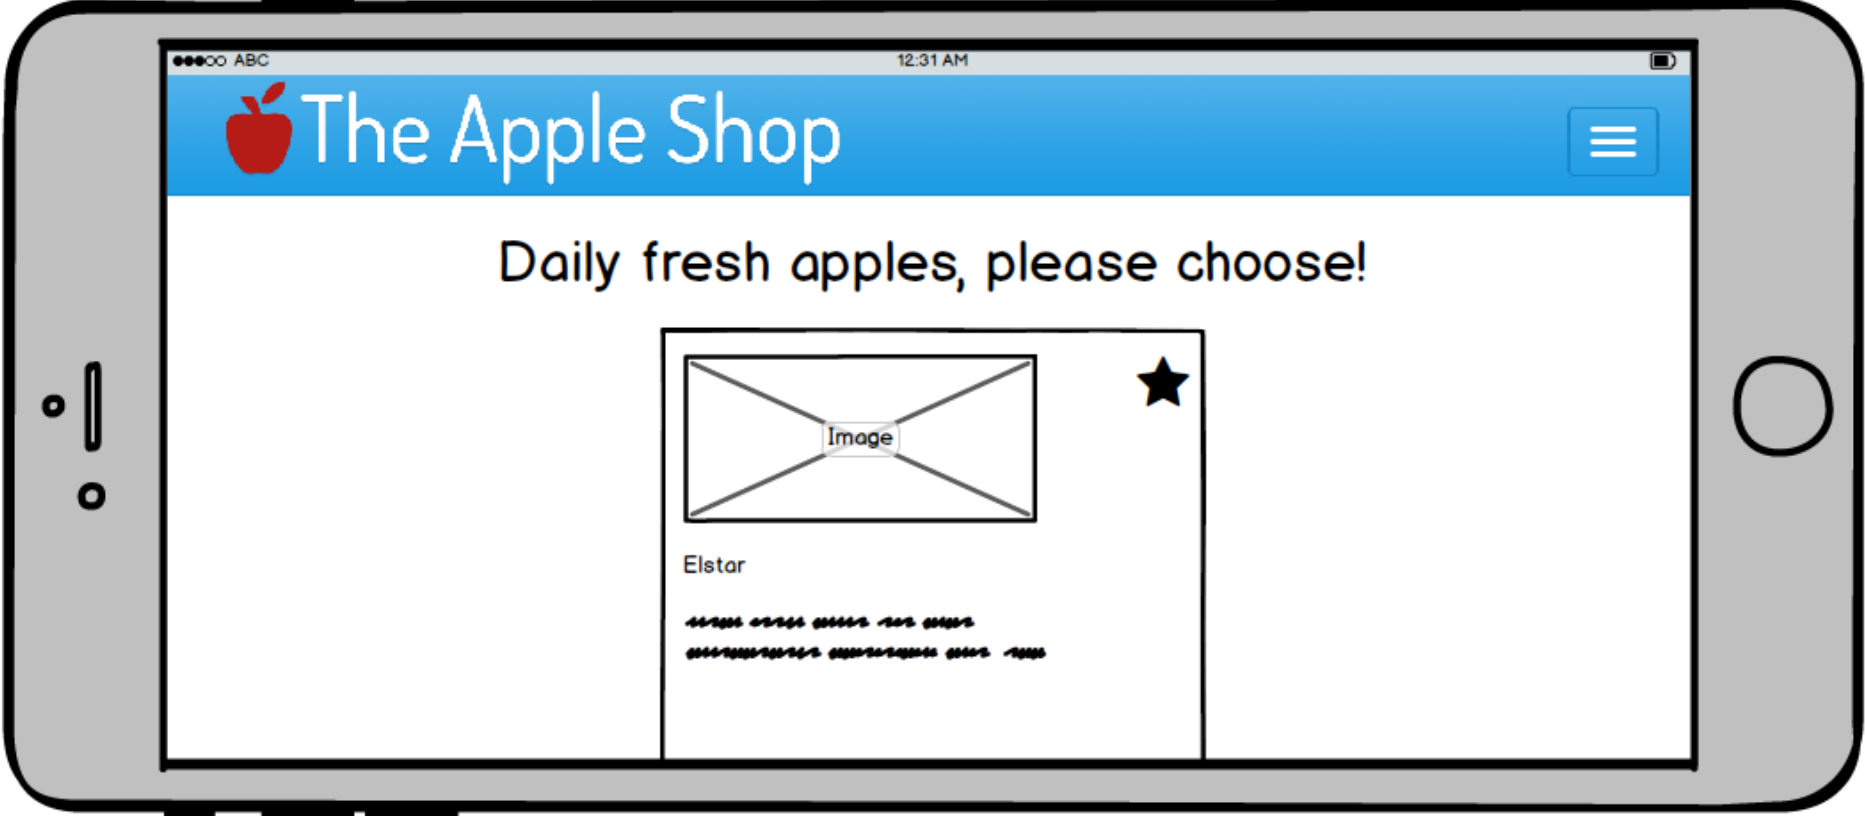 ABC
12:31 AM
The Apple Shop
Daily fresh apples, please choose!
Image
Elstar